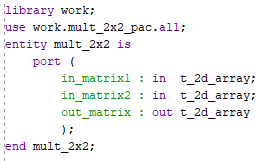 library work;
use work.mult_2x2_pac.all;
entity mult_2x2 is
    port (
        in_matrix1 : in  t_2d_array;
        in_matrix2 : in  t_2d_array;
        out_matrix : out t_2d_array
        );
end mult_2x2;